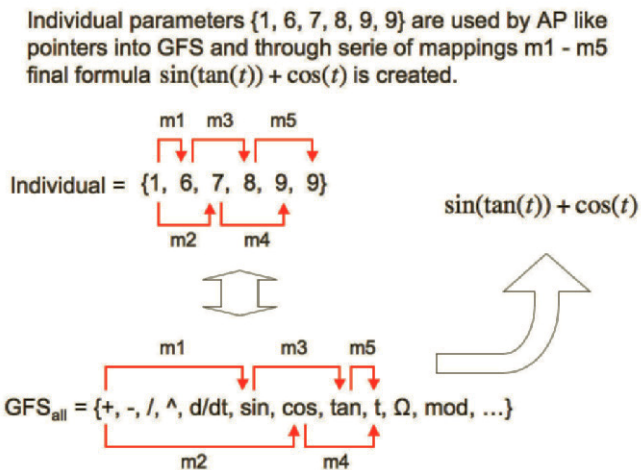 Individual parameters {1, 6, 7, 8, 9, 9} are used by AP like
pointers into GFS and through serie of mappings m1 - m5
final formula sin(tan(t)) + cos(t) is created.
m1 m3 m5
Individual = {1, 6, 7, 8, 9, 9}
m2 m4
sin(tan(t)) + cos(t)
m1 m3 m5
GFSall = {+, -, /, ^, d/dt, sin, cos, tan, t, Ω, mod, ...}
m2 m4